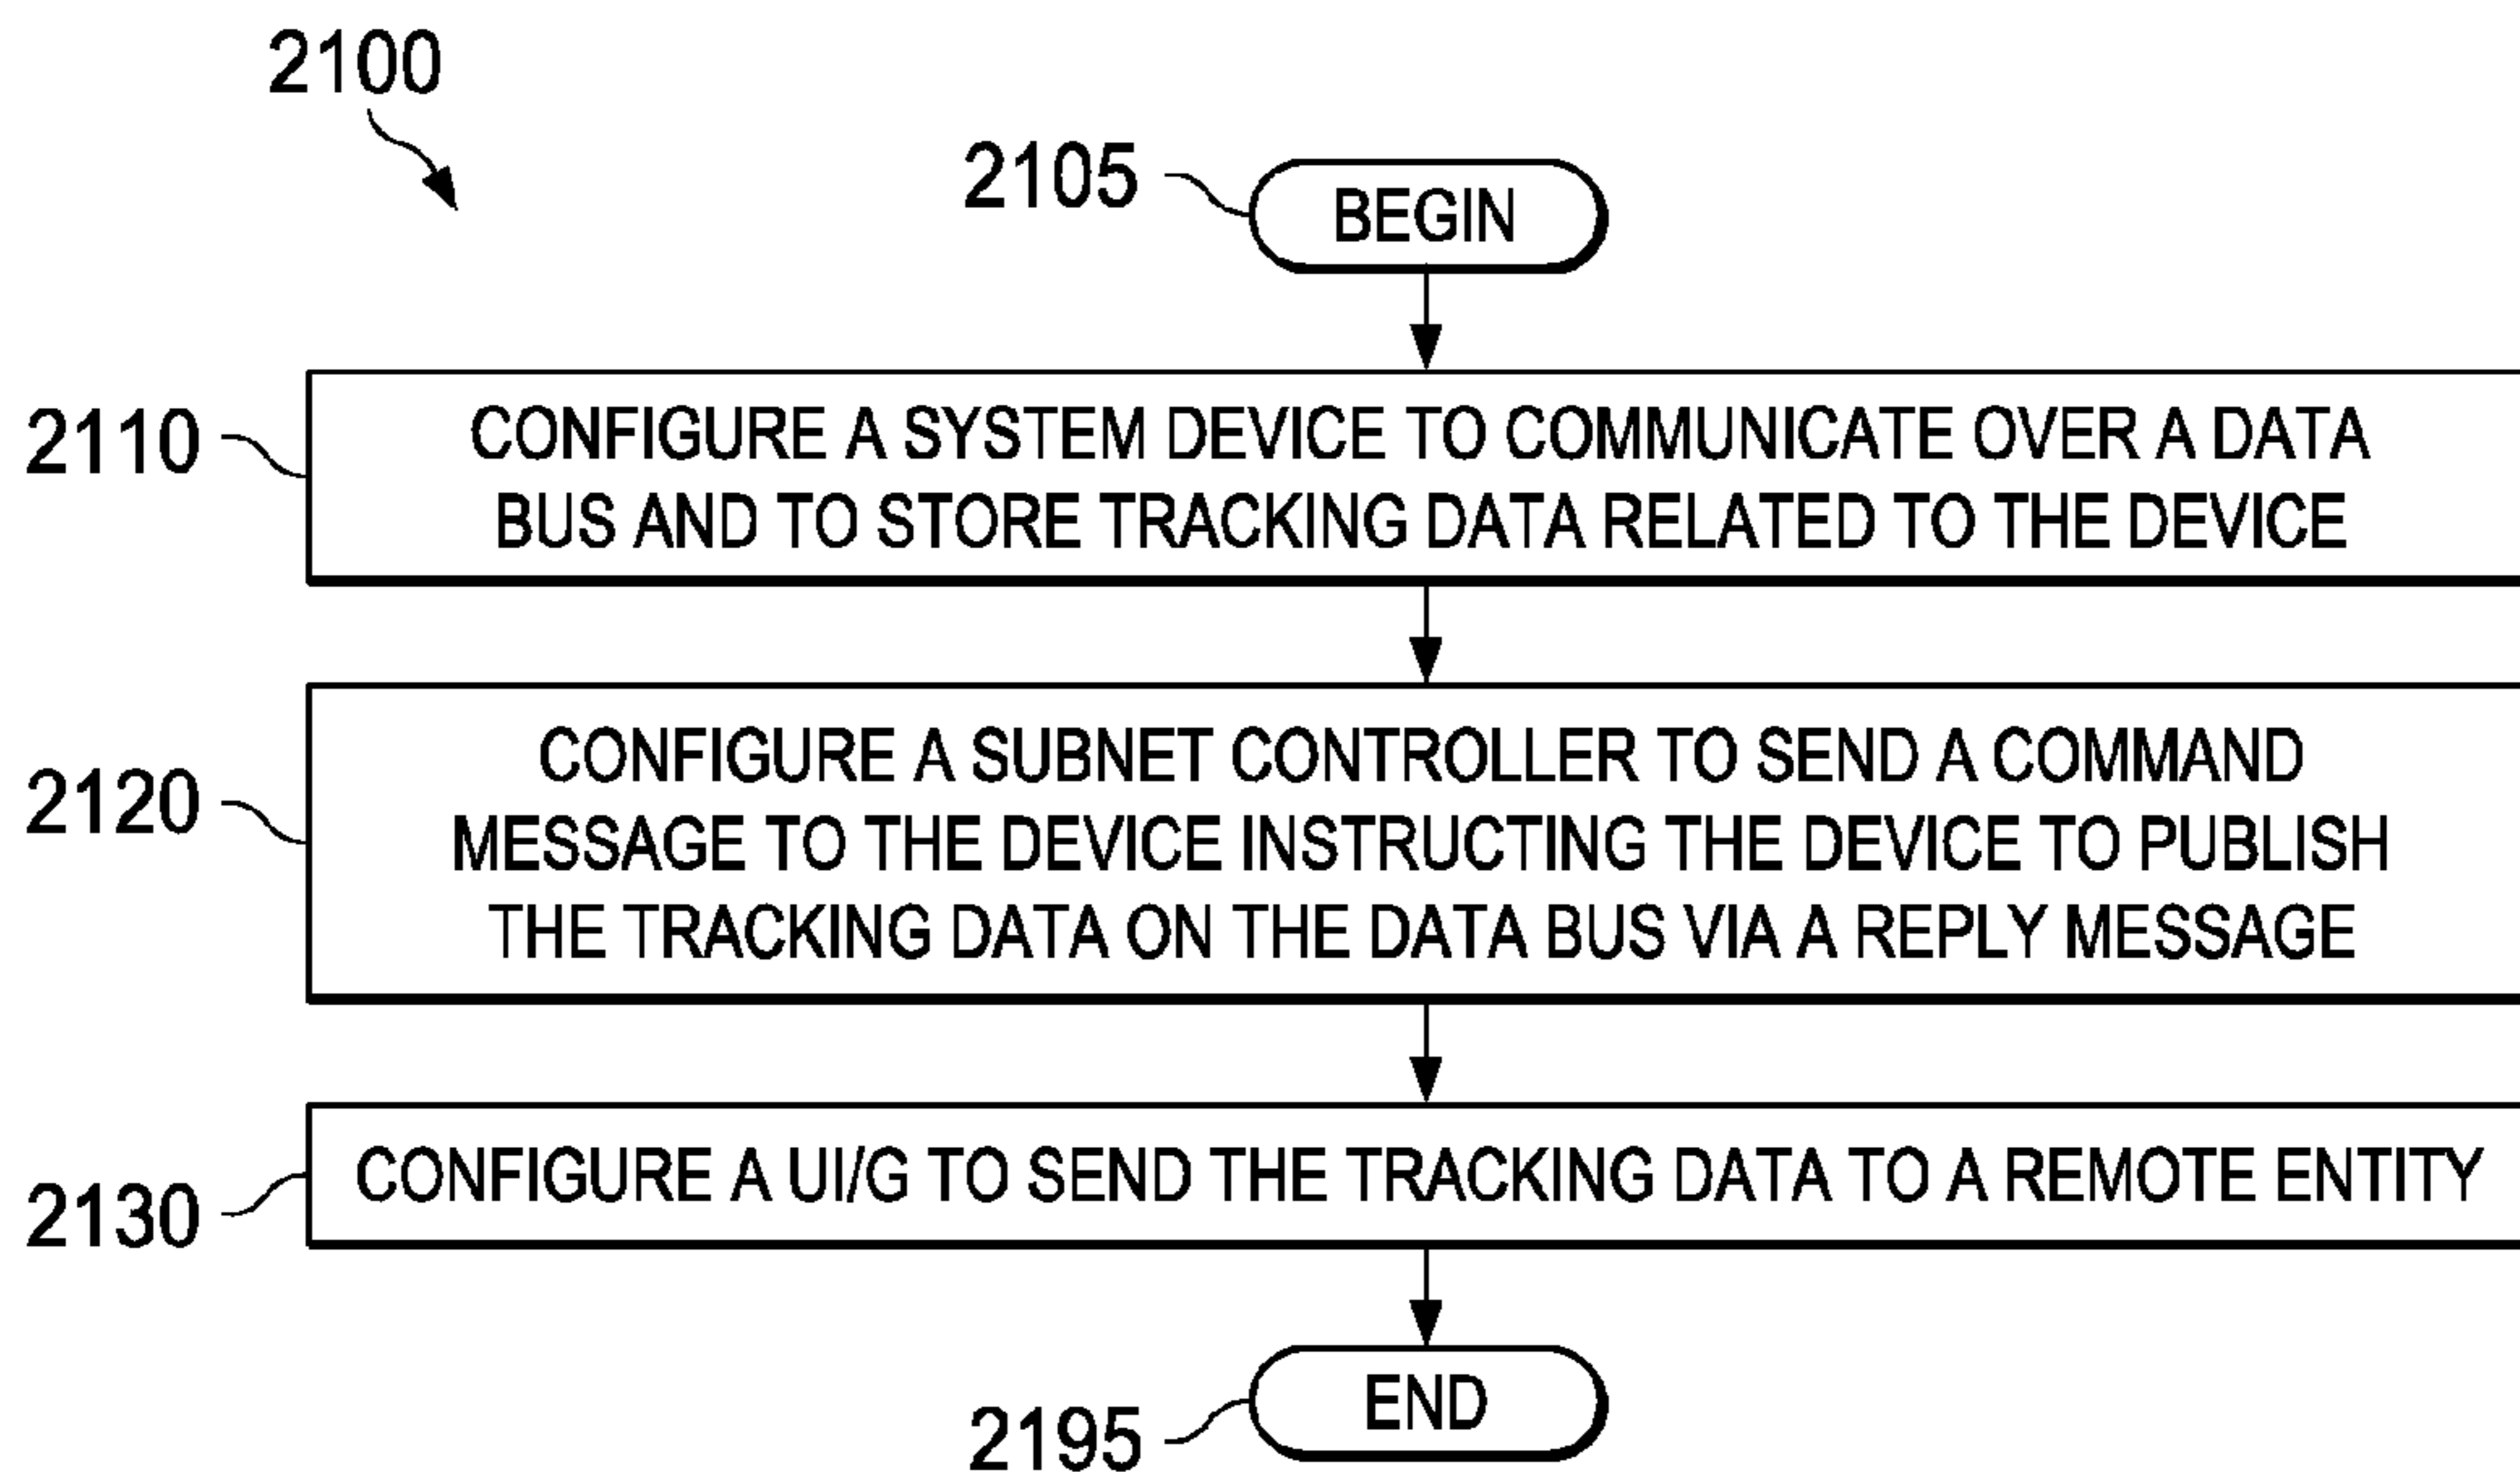 2100
2105
BEGIN
2110
CONFIGURE A SYSTEM DEVICE TO COMMUNICATE OVER A DATA
BUS AND TO STORE TRACKING DATA RELATED TO THE DEVICE
2120
CONFIGURE A SUBNET CONTROLLER TO SEND A COMMAND
MESSAGE TO THE DEVICE INSTRUCTING THE DEVICE TO PUBLISH
THE TRACKING DATA ON THE DATA BUS VIA A REPLY MESSAGE
2130
CONFIGURE A UI/G TO SEND THE TRACKING DATA TO A REMOTE ENTITY
END
2195